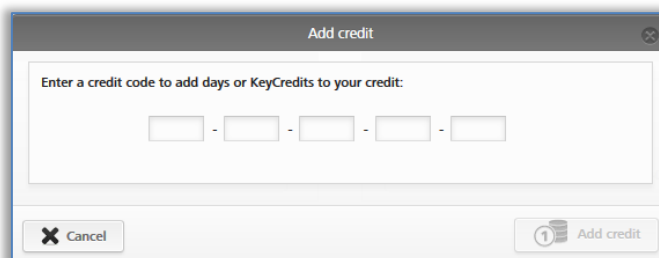 Add credit
Enter a credit code to add days or KeyCredits to your credit:
- - - -
Cancel
1 Add credit